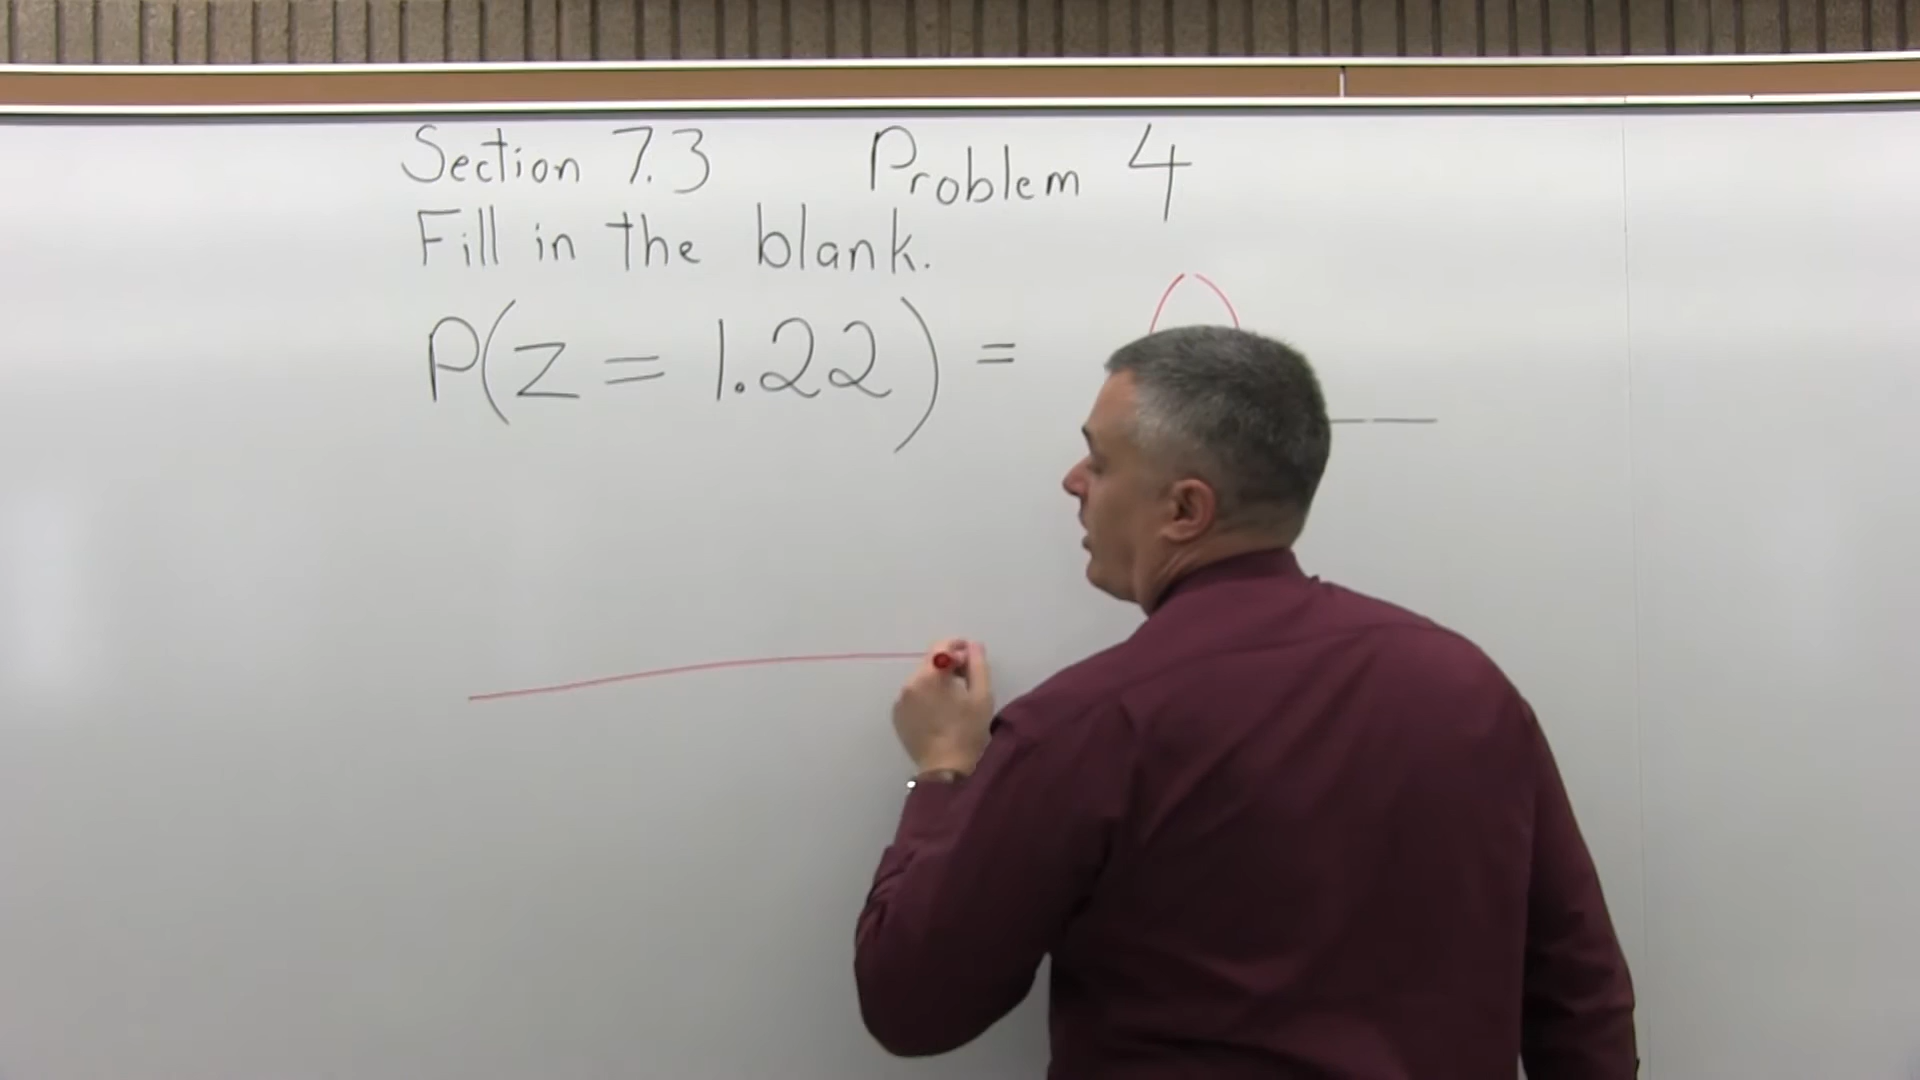 Section 7.3 Problem 4
Fill in the blank.
P(z = 1.22) =